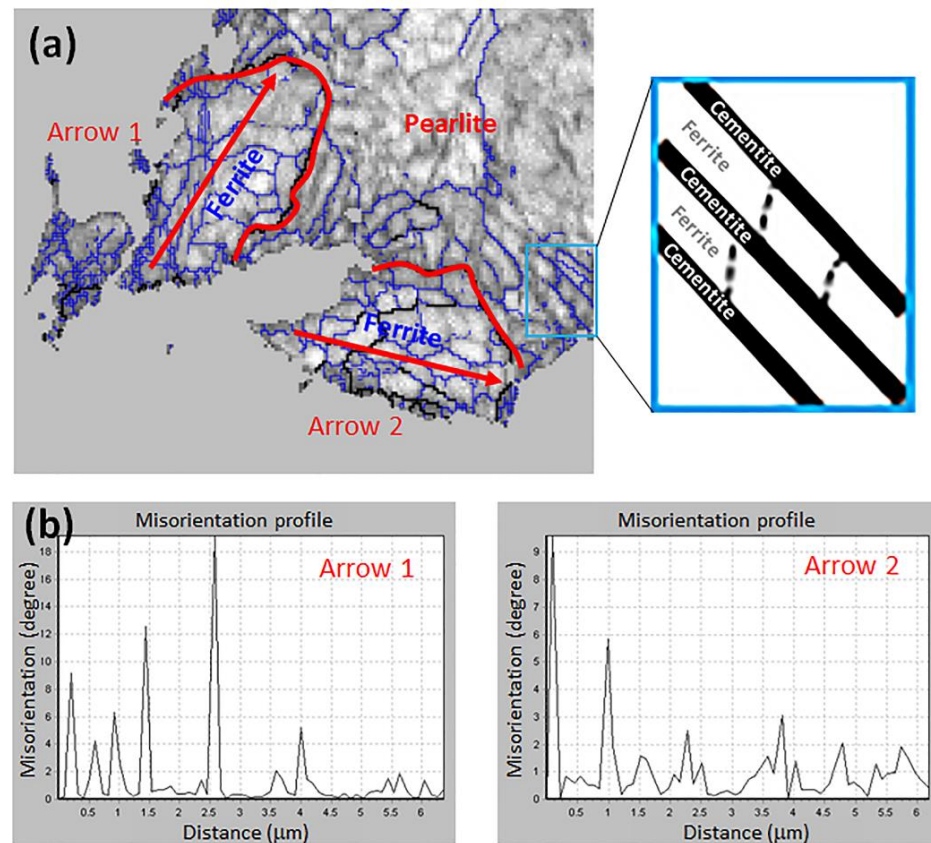 (a)
Arrow 1
Pearlite
Ferrite
Ferrite
Arrow 2
Cementite
Ferrite
Cementite
Ferrite
Cementite
(b)
Misorientation profile
Arrow 1
Misorientation (degree)
18
16
14
12
10
8
6
4
2
0
0.5 1 1.5 2 2.5 3 3.5 4 4.5 5 5.5 6
Distance (μm)
Misorientation profile
Arrow 2
Misorientation (degree)
9
8
7
6
5
4
3
2
1
0
0.5 1 1.5 2 2.5 3 3.5 4 4.5 5 5.5 6
Distance (μm)